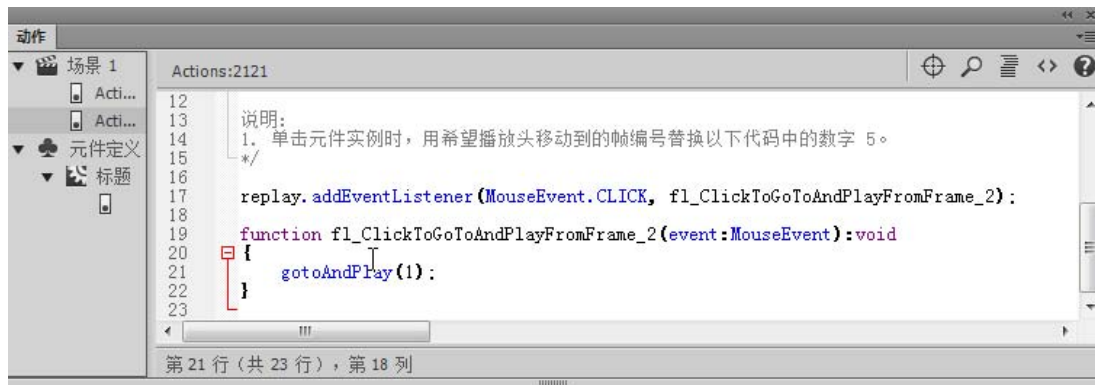 动作
场景 1
Acti...
Acti...
元件定义
标题
Actions:2121
12
13 说明:
14 1. 单击元件实例时，用希望播放头移动到的帧编号替换以下代码中的数字 5。
15 */
16
17 replay.addEventListener(MouseEvent.CLICK, fl_ClickToGoToAndPlayFromFrame_2);
18
19 function fl_ClickToGoToAndPlayFromFrame_2(event:MouseEvent):void
20 {
21 gotoAndPlay(1);
22 }
23
第 21 行（共 23 行），第 18 列